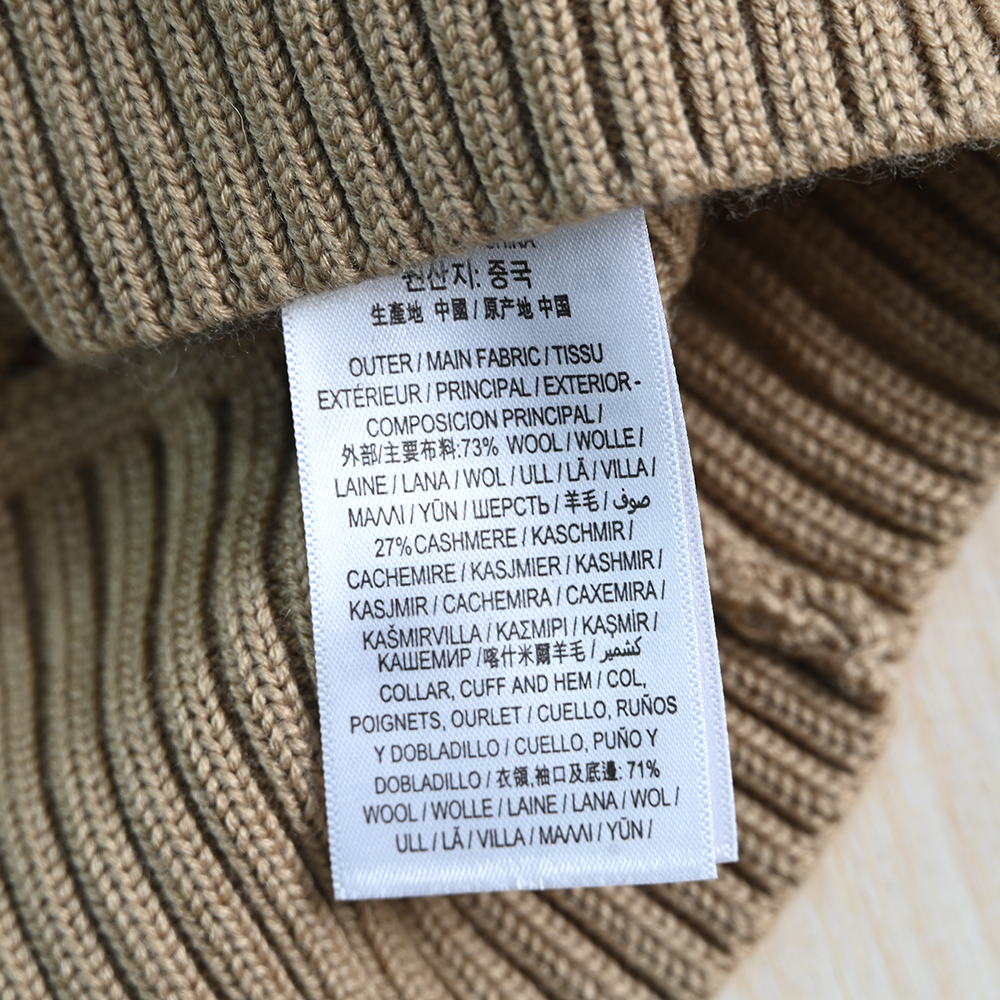 원산지: 중국
生產地 中國 / 原产地 中国
OUTER / MAIN FABRIC / TISSU
EXTÉRIEUR / PRINCIPAL / EXTERIOR -
COMPOSICION PRINCIPAL /
外部/主要布料:73% WOOL / WOLLE /
LAINE / LANA / WOL / ULL / LÃ / VILLA /
ΜΑΛΛΙ / YÜN / ШЕРСТЬ / 羊毛 / صوف
27% CASHMERE / KASCHMIR /
CACHEMIRE / KASJMIER / KASHMIR /
KASJMIR / CACHEMIRA / CAXEMIRA /
KAŠMIRVILLA / ΚΑΣΜΙΡΙ / KAŞMİR /
КАШЕМИР /喀什米爾羊毛 / كشمير
COLLAR, CUFF AND HEM / COL,
POIGNETS, OURLET / CUELLO, RUÑOS
Y DOBLADILLO / CUELLO, PUÑO Y
DOBLADILLO / 衣領,袖口及底邊: 71%
WOOL / WOLLE / LAINE / LANA / WOL /
ULL / LÃ / VILLA / ΜΑΛΛΙ / YÜN /